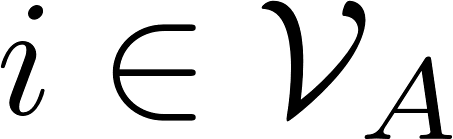 i ∈ 𝒱_A